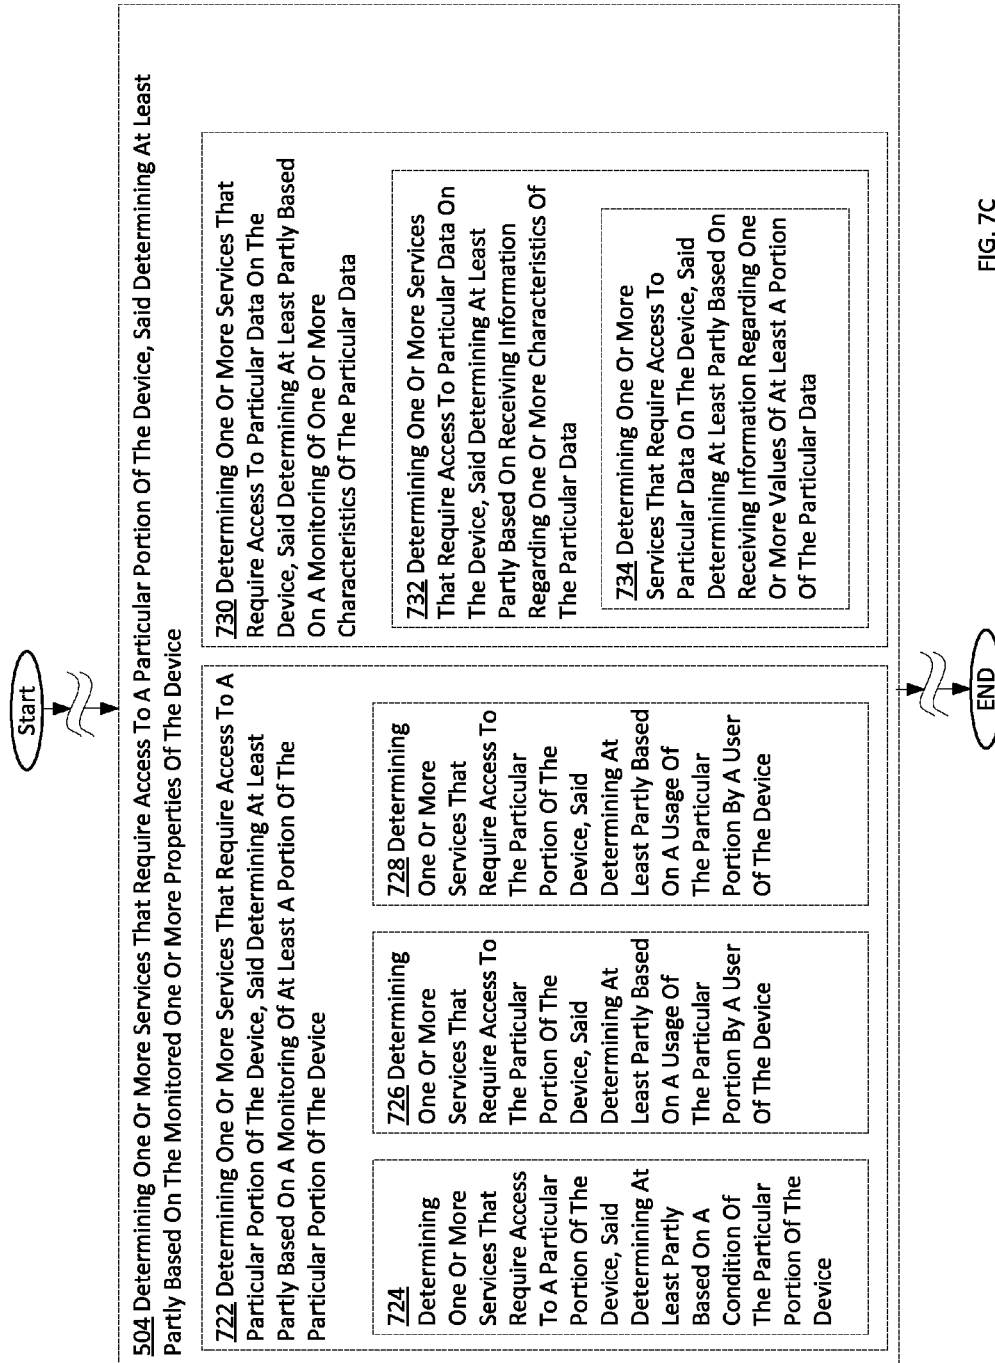 Start
504 Determining One Or More Services That Require Access To A Particular Portion Of The Device, Said Determining At Least
Partly Based On The Monitored One Or More Properties Of The Device
722 Determining One Or More Services That Require Access To A
Particular Portion Of The Device, Said Determining At Least
Partly Based On A Monitoring Of At Least A Portion Of The
Particular Portion Of The Device
724
Determining
One Or More
Services That
Require Access
To A Particular
Portion Of The
Device, Said
Determining At
Least Partly
Based On A
Condition Of
The Particular
Portion Of The
Device
726 Determining
One Or More
Services That
Require Access To
The Particular
Portion Of The
Device, Said
Determining At
Least Partly Based
On A Usage Of
The Particular
Portion By A User
Of The Device
728 Determining
One Or More
Services That
Require Access To
The Particular
Portion Of The
Device, Said
Determining At
Least Partly Based
On A Usage Of
The Particular
Portion By A User
Of The Device
730 Determining One Or More Services That
Require Access To Particular Data On The
Device, Said Determining At Least Partly Based
On A Monitoring Of One Or More
Characteristics Of The Particular Data
732 Determining One Or More Services
That Require Access To Particular Data On
The Device, Said Determining At Least
Partly Based On Receiving Information
Regarding One Or More Characteristics Of
The Particular Data
734 Determining One Or More
Services That Require Access To
Particular Data On The Device, Said
Determining At Least Partly Based On
Receiving Information Regarding One
Or More Values Of At Least A Portion
Of The Particular Data
END
FIG. 7C